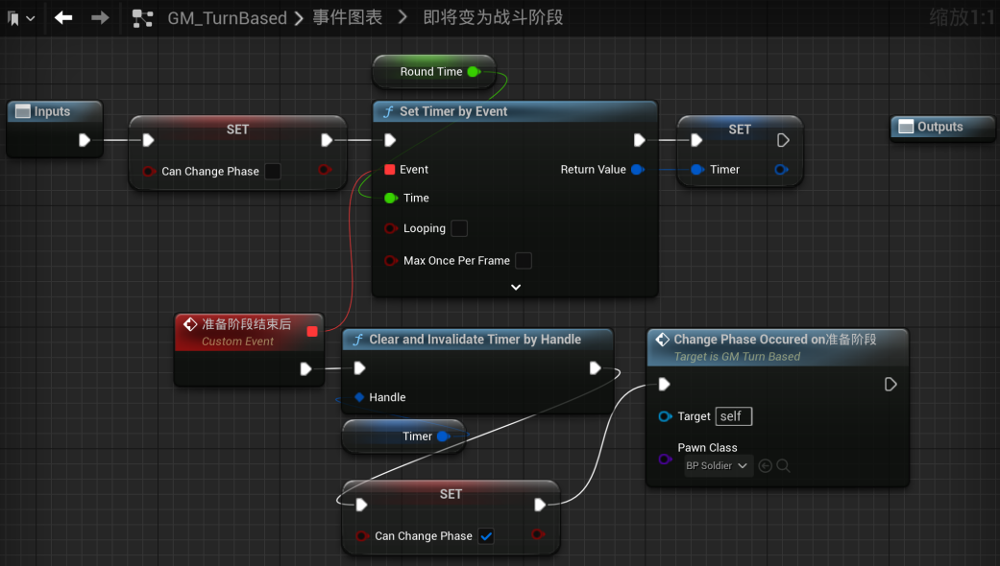 GM_TurnBased > 事件图表 > 即将变为战斗阶段
缩放1:1
Round Time
Inputs
SET
Can Change Phase
Set Timer by Event
Event
Return Value
Time
Looping
Max Once Per Frame
SET
Timer
Outputs
准备阶段结束后
Custom Event
Clear and Invalidate Timer by Handle
Handle
Timer
SET
Can Change Phase
Change Phase Occured on准备阶段
Target is GM Turn Based
Target self
Pawn Class
BP Soldier